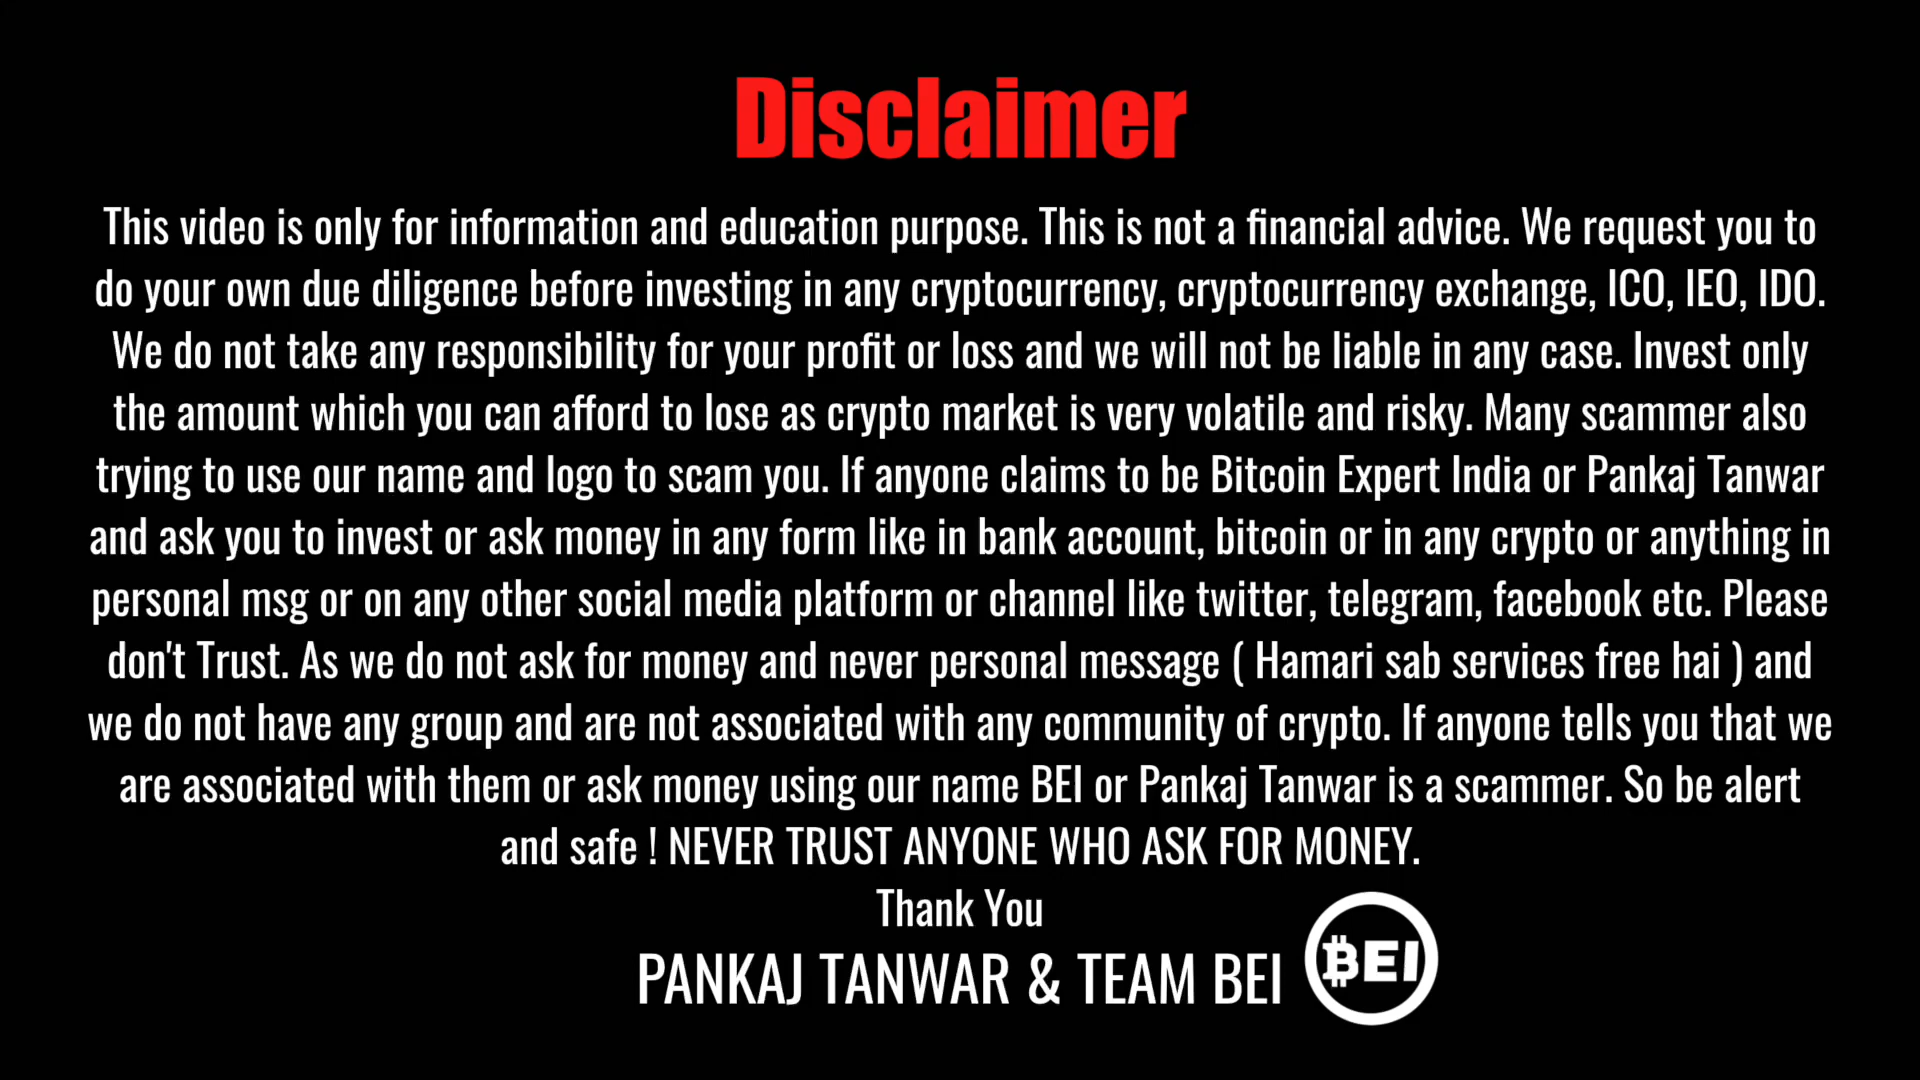 Disclaimer
This video is only for information and education purpose. This is not a financial advice. We request you to
do your own due diligence before investing in any cryptocurrency, cryptocurrency exchange, ICO, IEO, IDO.
We do not take any responsibility for your profit or loss and we will not be liable in any case. Invest only
the amount which you can afford to lose as crypto market is very volatile and risky. Many scammer also
trying to use our name and logo to scam you. If anyone claims to be Bitcoin Expert India or Pankaj Tanwar
and ask you to invest or ask money in any form like in bank account, bitcoin or in any crypto or anything in
personal msg or on any other social media platform or channel like twitter, telegram, facebook etc. Please
don't Trust. As we do not ask for money and never personal message ( Hamari sab services free hai ) and
we do not have any group and are not associated with any community of crypto. If anyone tells you that we
are associated with them or ask money using our name BEI or Pankaj Tanwar is a scammer. So be alert
and safe ! NEVER TRUST ANYONE WHO ASK FOR MONEY.
Thank You
PANKAJ TANWAR & TEAM BEI
BEI